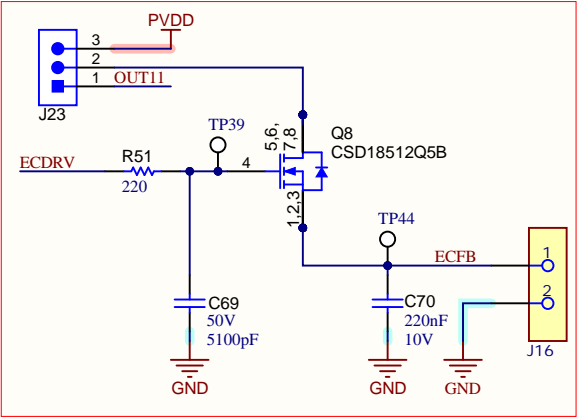 PVDD
3
2
1 OUT11
J23
TP39
5,6,
7,8
Q8
CSD18512Q5B
ECDRV
R51
220
4
1,2,3
TP44
ECFB
1
2
J16
C69
50V
5100pF
C70
220nF
10V
GND
GND
GND